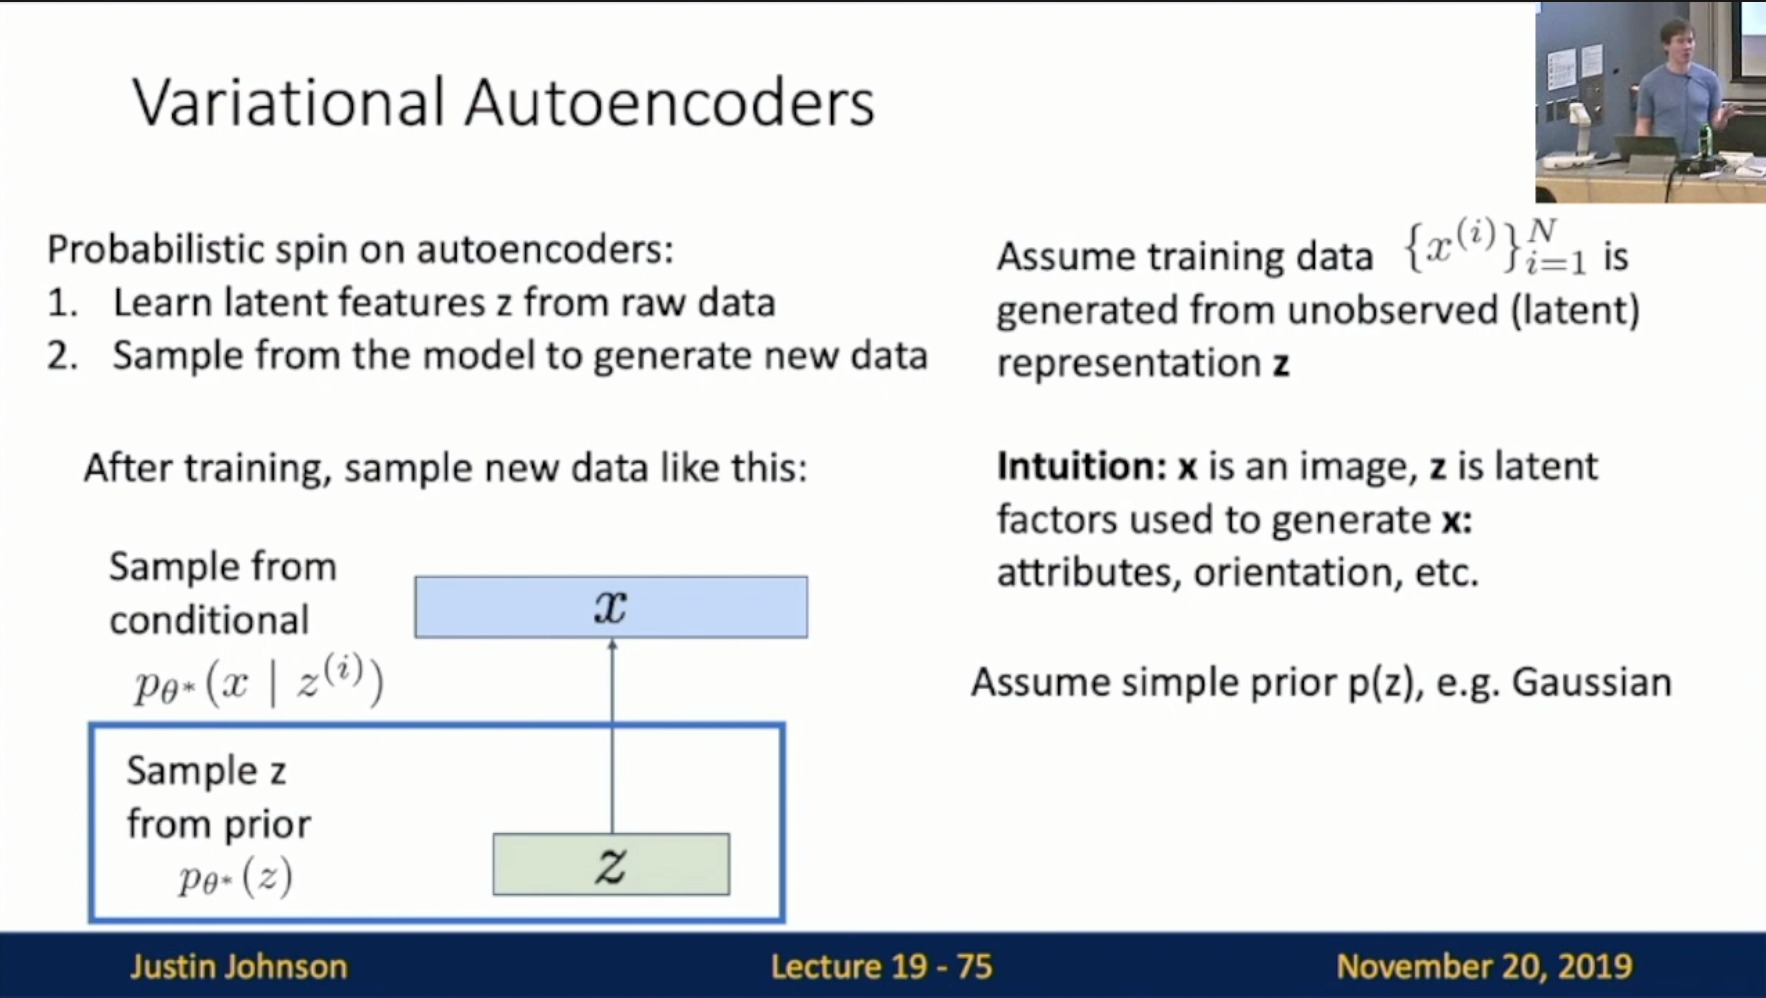 Variational Autoencoders
Probabilistic spin on autoencoders:
1. Learn latent features z from raw data
2. Sample from the model to generate new data
After training, sample new data like this:
Sample from
conditional
p_{θ*}(x | z^{(i)})
x
Sample z
from prior
p_{θ*}(z)
z
Assume training data {x^{(i)}}_{i=1}^{N} is
generated from unobserved (latent)
representation z
Intuition: x is an image, z is latent
factors used to generate x:
attributes, orientation, etc.
Assume simple prior p(z), e.g. Gaussian
Justin Johnson
Lecture 19 - 75
November 20, 2019